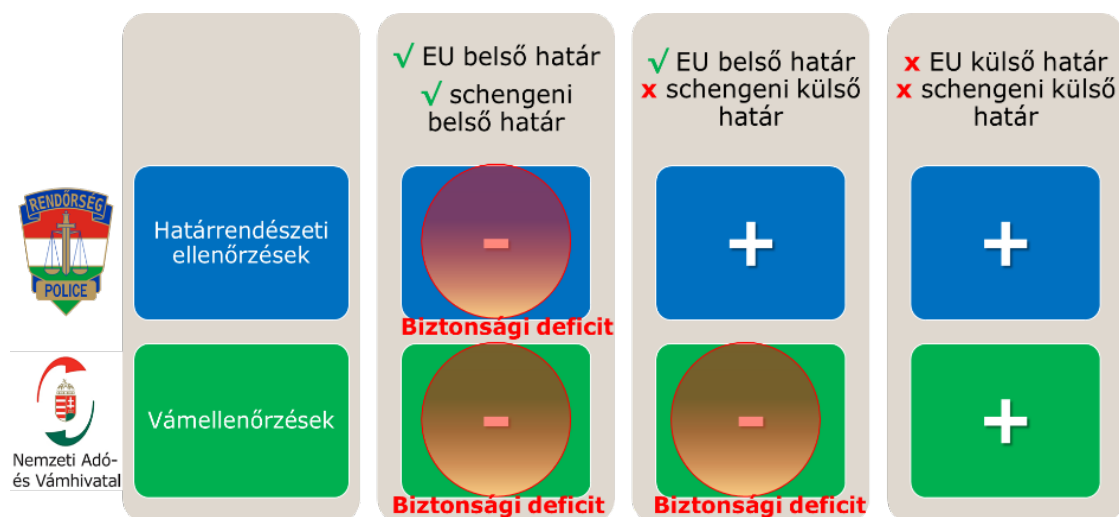 √ EU belső határ
√ schengeni
belső határ
√ EU belső határ
x schengeni külső
határ
x EU külső határ
x schengeni külső
határ
RENDŐRSÉG
POLICE
Határrendészeti
ellenőrzések
-
+
+
Biztonsági deficit
Nemzeti Adó-
és Vámhivatal
Vámellenőrzések
-
-
+
Biztonsági deficit
Biztonsági deficit